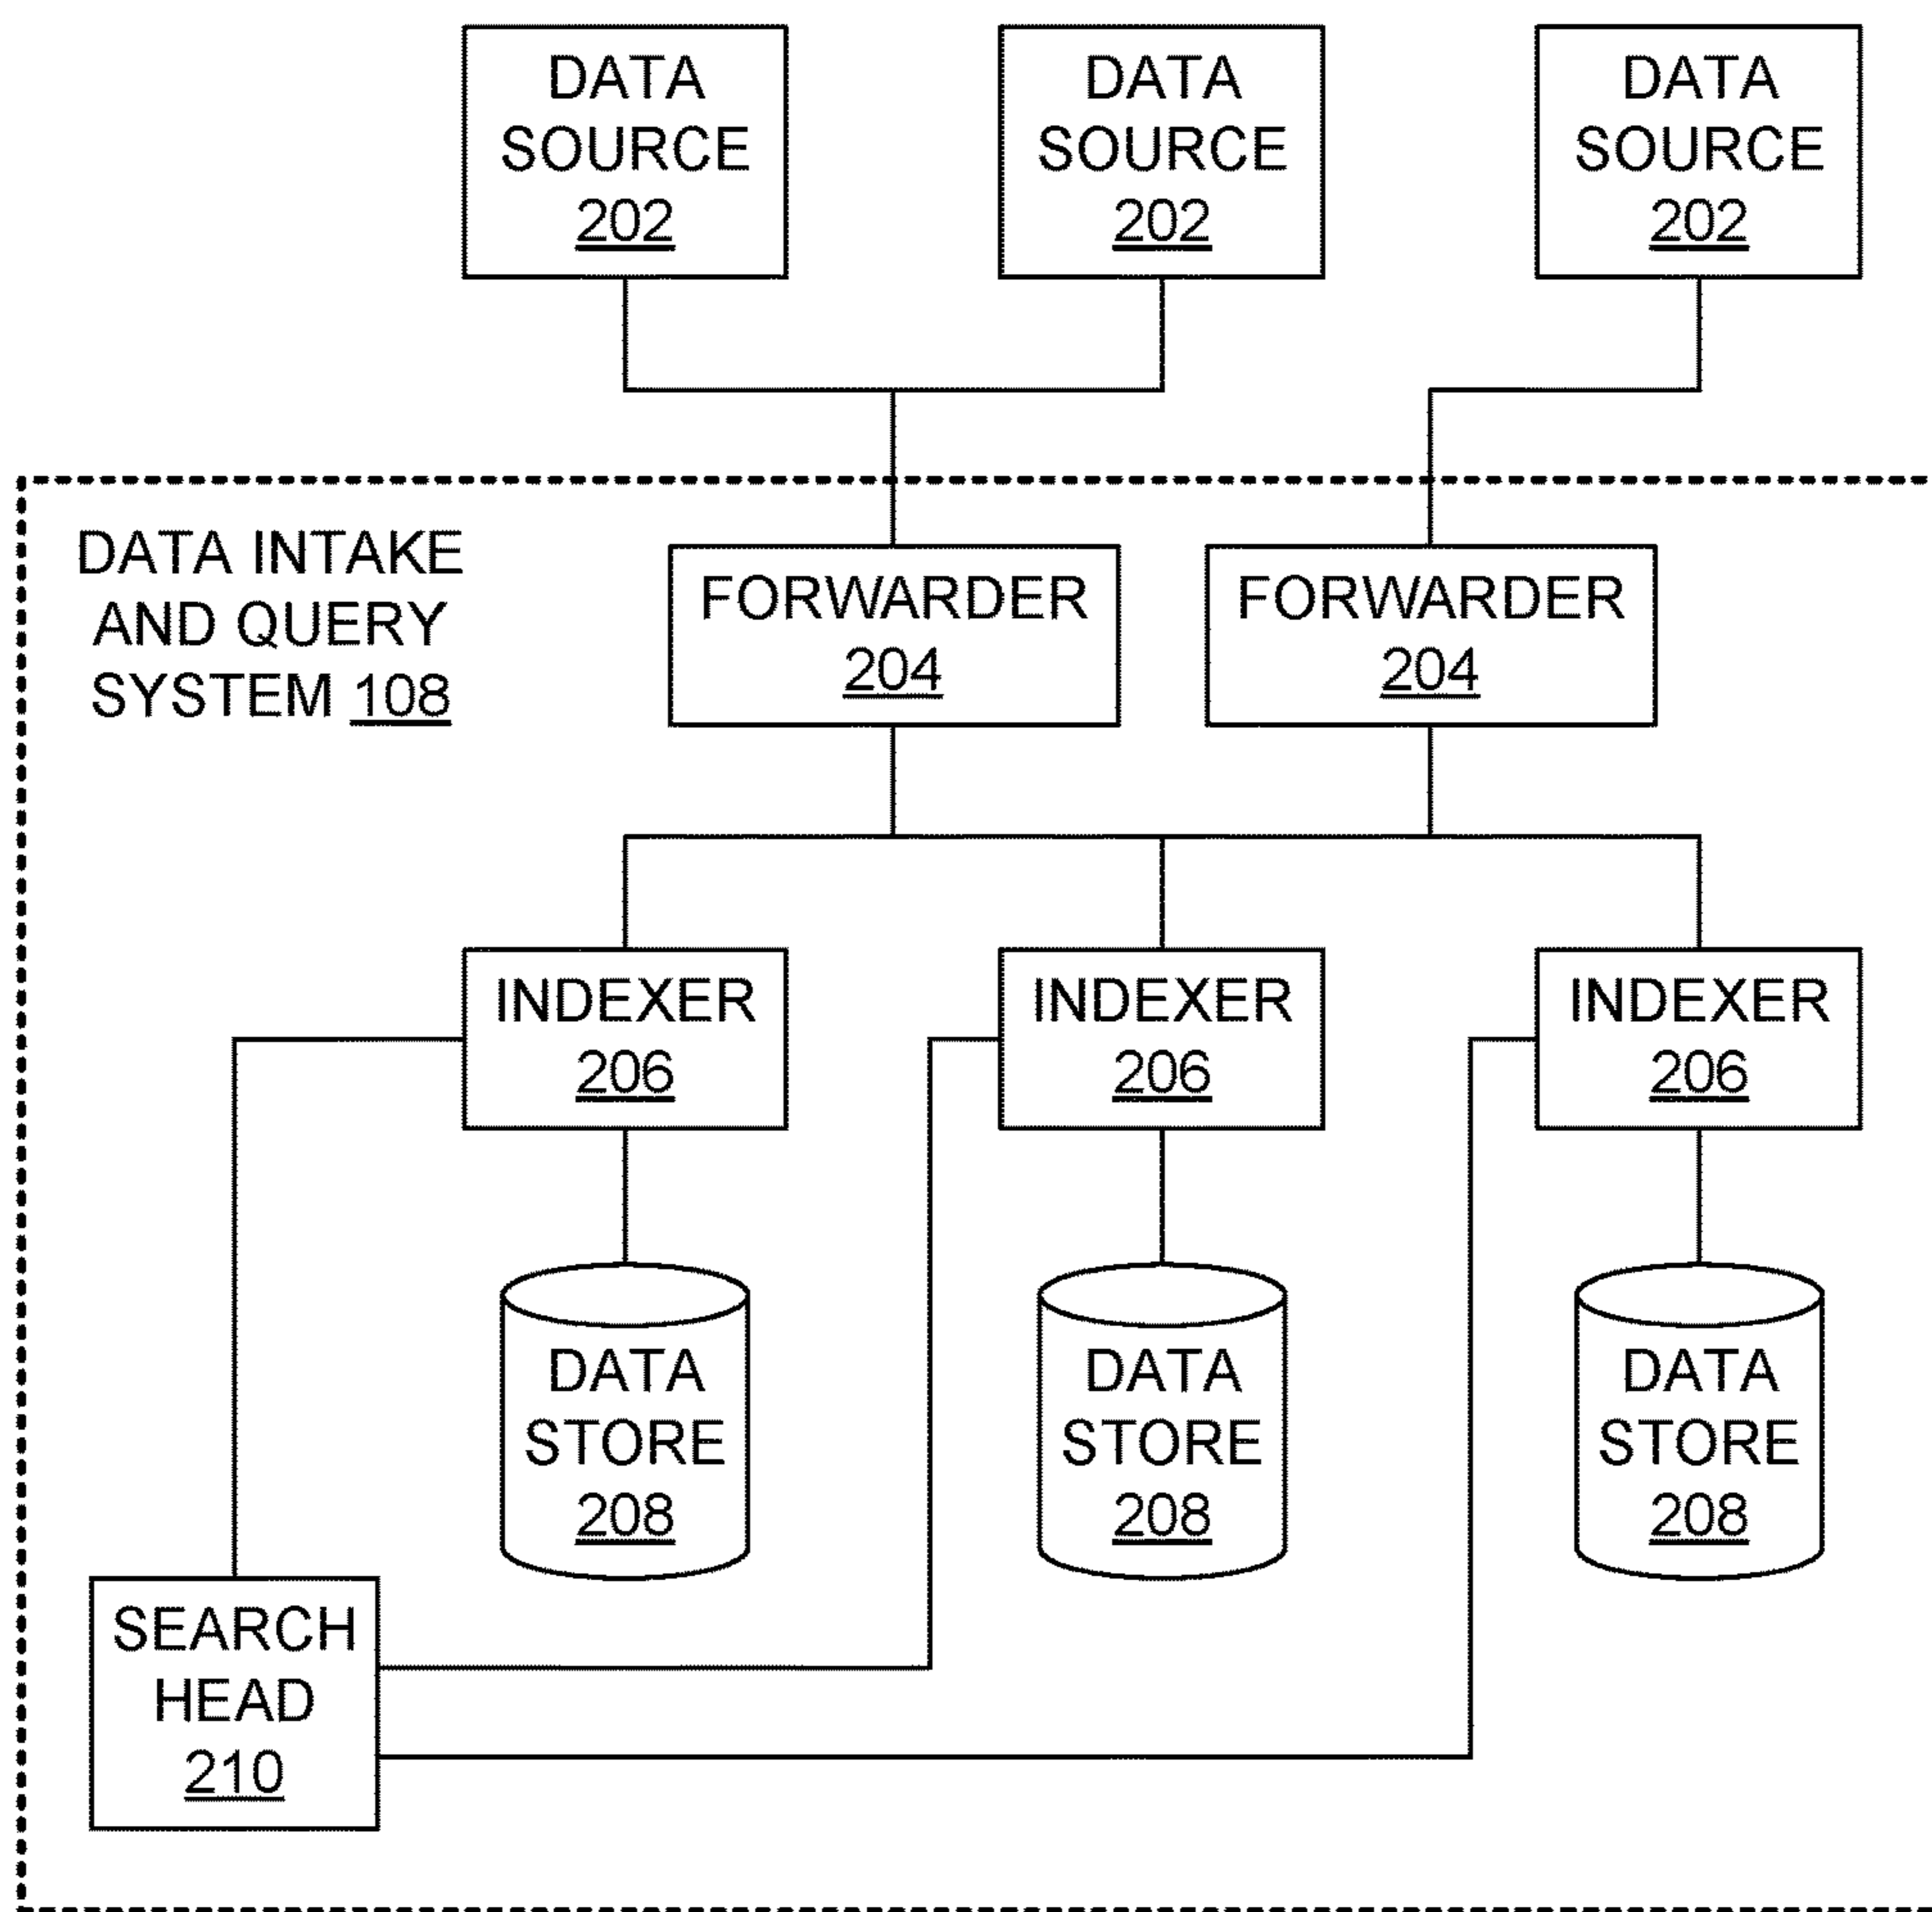 DATA
SOURCE
202
DATA
SOURCE
202
DATA
SOURCE
202
DATA INTAKE
AND QUERY
SYSTEM 108
FORWARDER
204
FORWARDER
204
INDEXER
206
INDEXER
206
INDEXER
206
DATA
STORE
208
DATA
STORE
208
DATA
STORE
208
SEARCH
HEAD
210